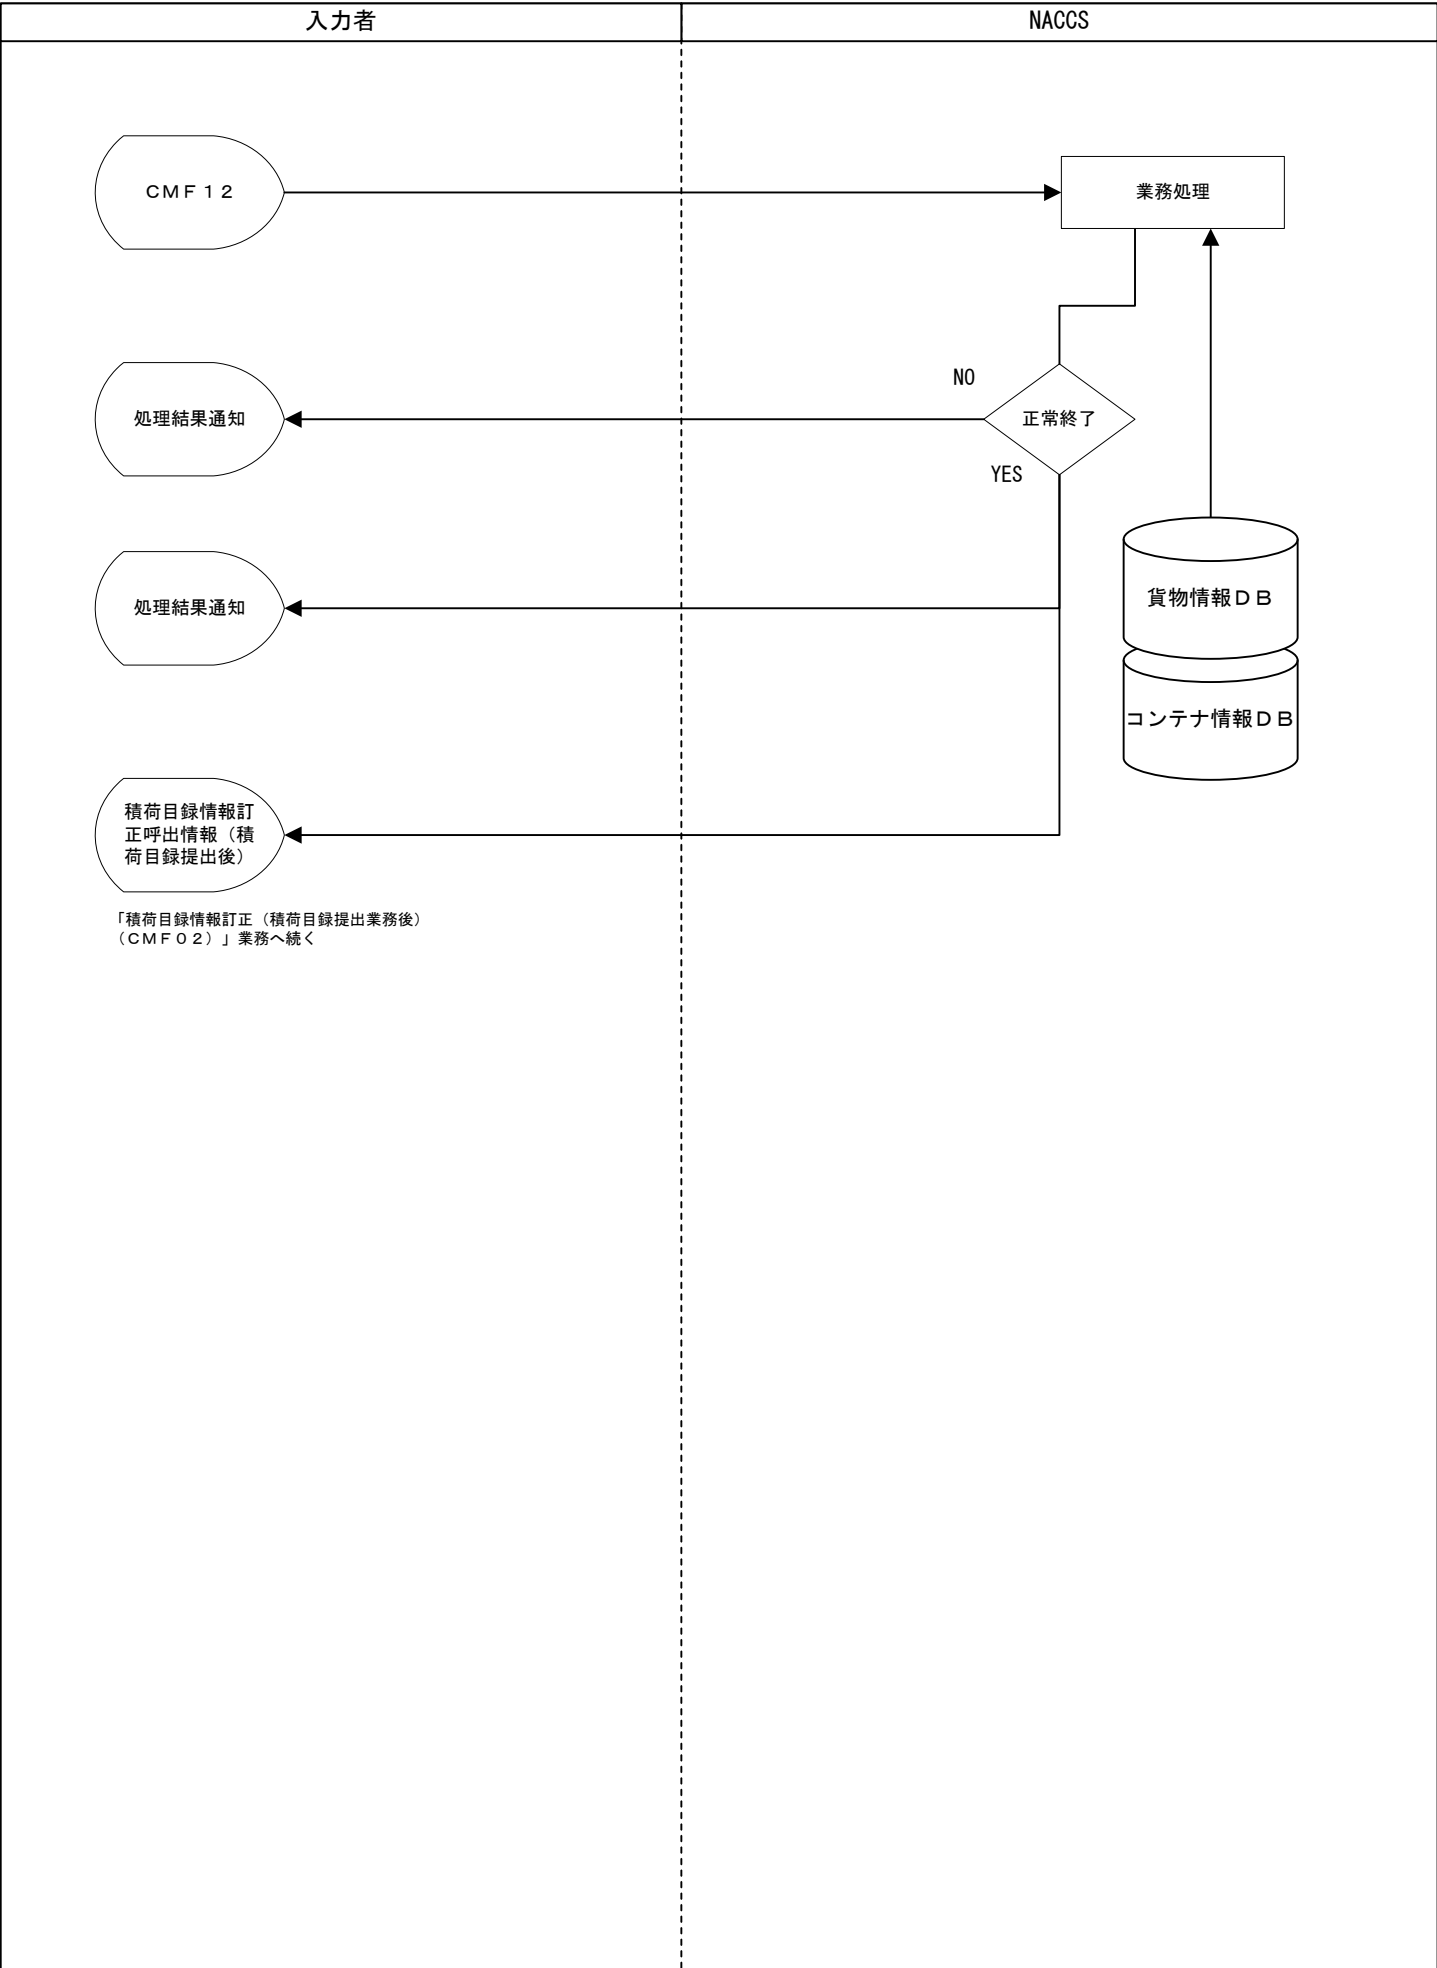 入力者
NACCS
ＣＭＦ１２
業務処理
NO
処理結果通知
正常終了
YES
処理結果通知
貨物情報ＤＢ
コンテナ情報ＤＢ
積荷目録情報訂
正呼出情報（積
荷目録提出後）
「積荷目録情報訂正（積荷目録提出業務後）
（ＣＭＦ０２）」業務へ続く